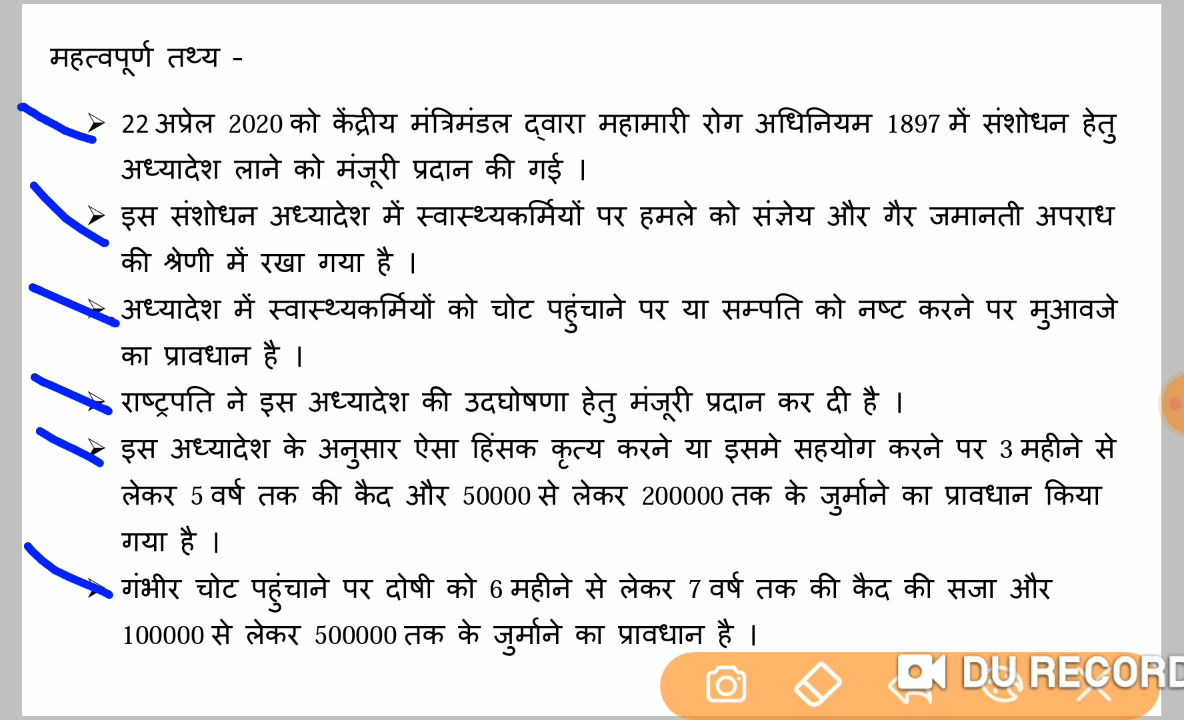 महत्वपूर्ण तथ्य -
➢ 22 अप्रेल 2020 को केंद्रीय मंत्रिमंडल द्वारा महामारी रोग अधिनियम 1897 में संशोधन हेतु
अध्यादेश लाने को मंजूरी प्रदान की गई ।
➢ इस संशोधन अध्यादेश में स्वास्थ्यकर्मियों पर हमले को संज्ञेय और गैर जमानती अपराध
की श्रेणी में रखा गया है ।
➢ अध्यादेश में स्वास्थ्यकर्मियों को चोट पहुंचाने पर या सम्पति को नष्ट करने पर मुआवजे
का प्रावधान है ।
➢ राष्ट्रपति ने इस अध्यादेश की उदघोषणा हेतु मंजूरी प्रदान कर दी है ।
➢ इस अध्यादेश के अनुसार ऐसा हिंसक कृत्य करने या इसमे सहयोग करने पर 3 महीने से
लेकर 5 वर्ष तक की कैद और 50000 से लेकर 200000 तक के जुर्माने का प्रावधान किया
गया है ।
➢ गंभीर चोट पहुंचाने पर दोषी को 6 महीने से लेकर 7 वर्ष तक की कैद की सजा और
100000 से लेकर 500000 तक के जुर्माने का प्रावधान है ।
DU RECORD